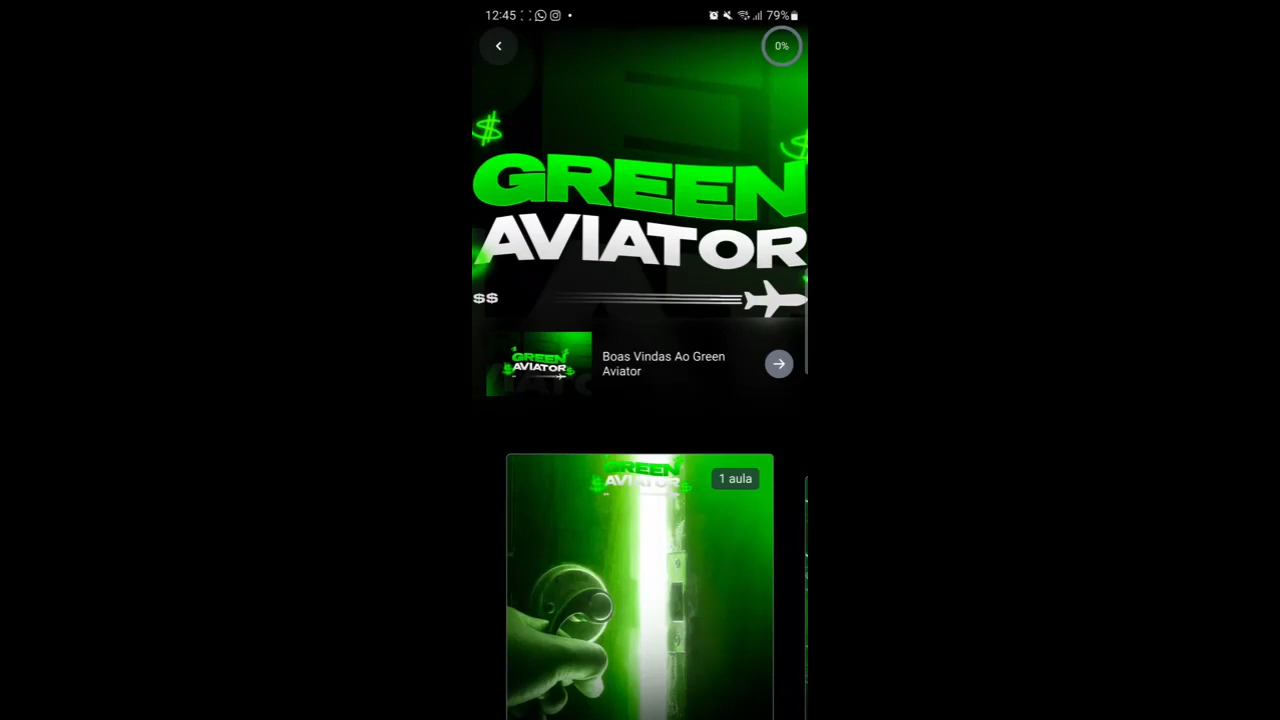 12:45
79%
0%
GREEN
AVIATOR
$$
GREEN
AVIATOR
Boas Vindas Ao Green
Aviator
GREEN
AVIATOR
1 aula